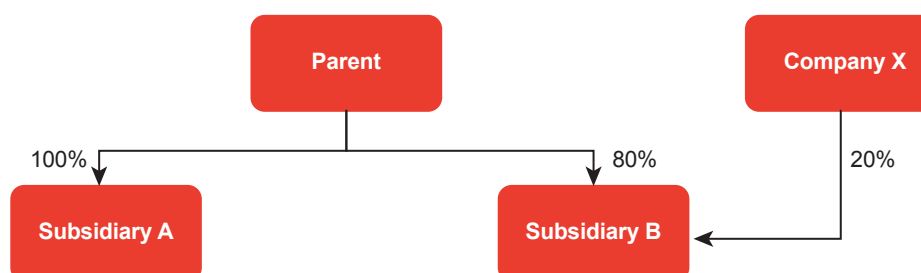 Parent
Company X
100%
80%
20%
Subsidiary A
Subsidiary B